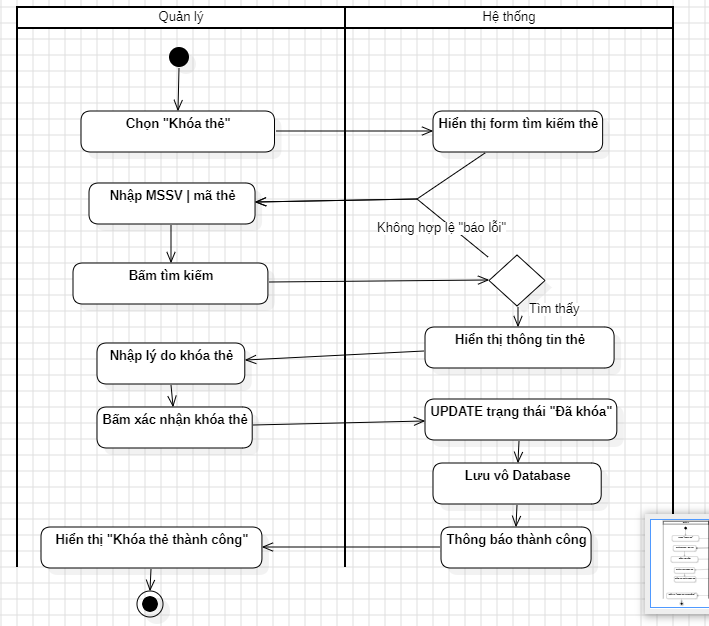 Quản lý
Hệ thống
Chọn "Khóa thẻ"
Hiển thị form tìm kiếm thẻ
Nhập MSSV | mã thẻ
Không hợp lệ "báo lỗi"
Bấm tìm kiếm
Tìm thấy
Hiển thị thông tin thẻ
Nhập lý do khóa thẻ
Bấm xác nhận khóa thẻ
UPDATE trạng thái "Đã khóa"
Lưu vô Database
Hiển thị "Khóa thẻ thành công"
Thông báo thành công